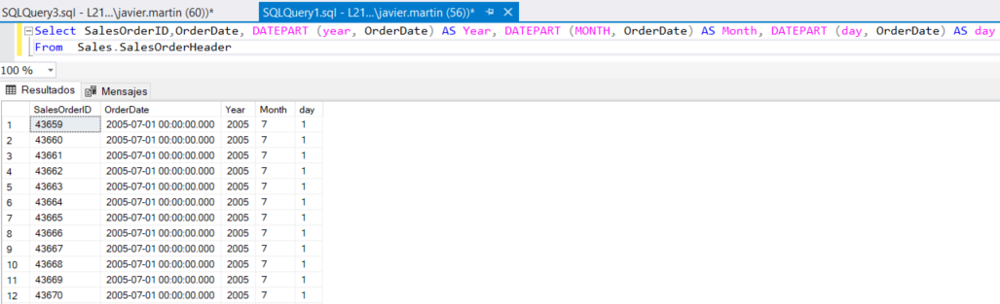 SQLQuery3.sql - L21...\javier.martin (60))* SQLQuery1.sql - L21...\javier.martin (56))*
Select SalesOrderID,OrderDate, DATEPART (year, OrderDate) AS Year, DATEPART (MONTH, OrderDate) AS Month, DATEPART (day, OrderDate) AS day
From  Sales.SalesOrderHeader
100 %
Resultados Mensajes
SalesOrderID OrderDate Year Month day
1 43659 2005-07-01 00:00:00.000 2005 7 1
2 43660 2005-07-01 00:00:00.000 2005 7 1
3 43661 2005-07-01 00:00:00.000 2005 7 1
4 43662 2005-07-01 00:00:00.000 2005 7 1
5 43663 2005-07-01 00:00:00.000 2005 7 1
6 43664 2005-07-01 00:00:00.000 2005 7 1
7 43665 2005-07-01 00:00:00.000 2005 7 1
8 43666 2005-07-01 00:00:00.000 2005 7 1
9 43667 2005-07-01 00:00:00.000 2005 7 1
10 43668 2005-07-01 00:00:00.000 2005 7 1
11 43669 2005-07-01 00:00:00.000 2005 7 1
12 43670 2005-07-01 00:00:00.000 2005 7 1